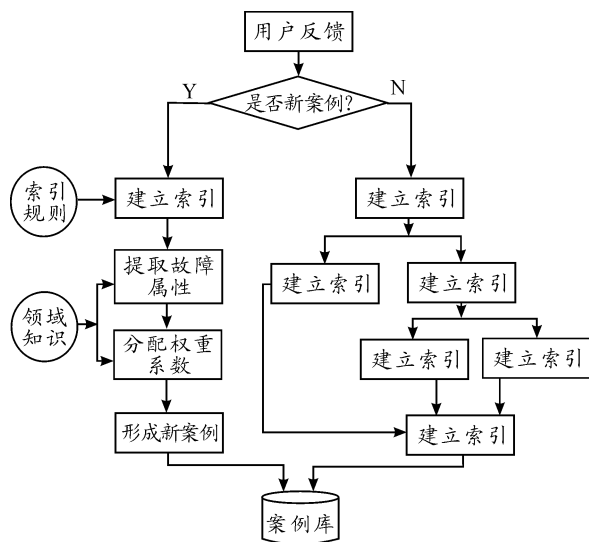 用户反馈
Y
N
是否新案例?
索引
规则
建立索引
建立索引
提取故障
属性
建立索引
建立索引
领域
知识
分配权重
系数
建立索引
建立索引
形成新案例
建立索引
案例库